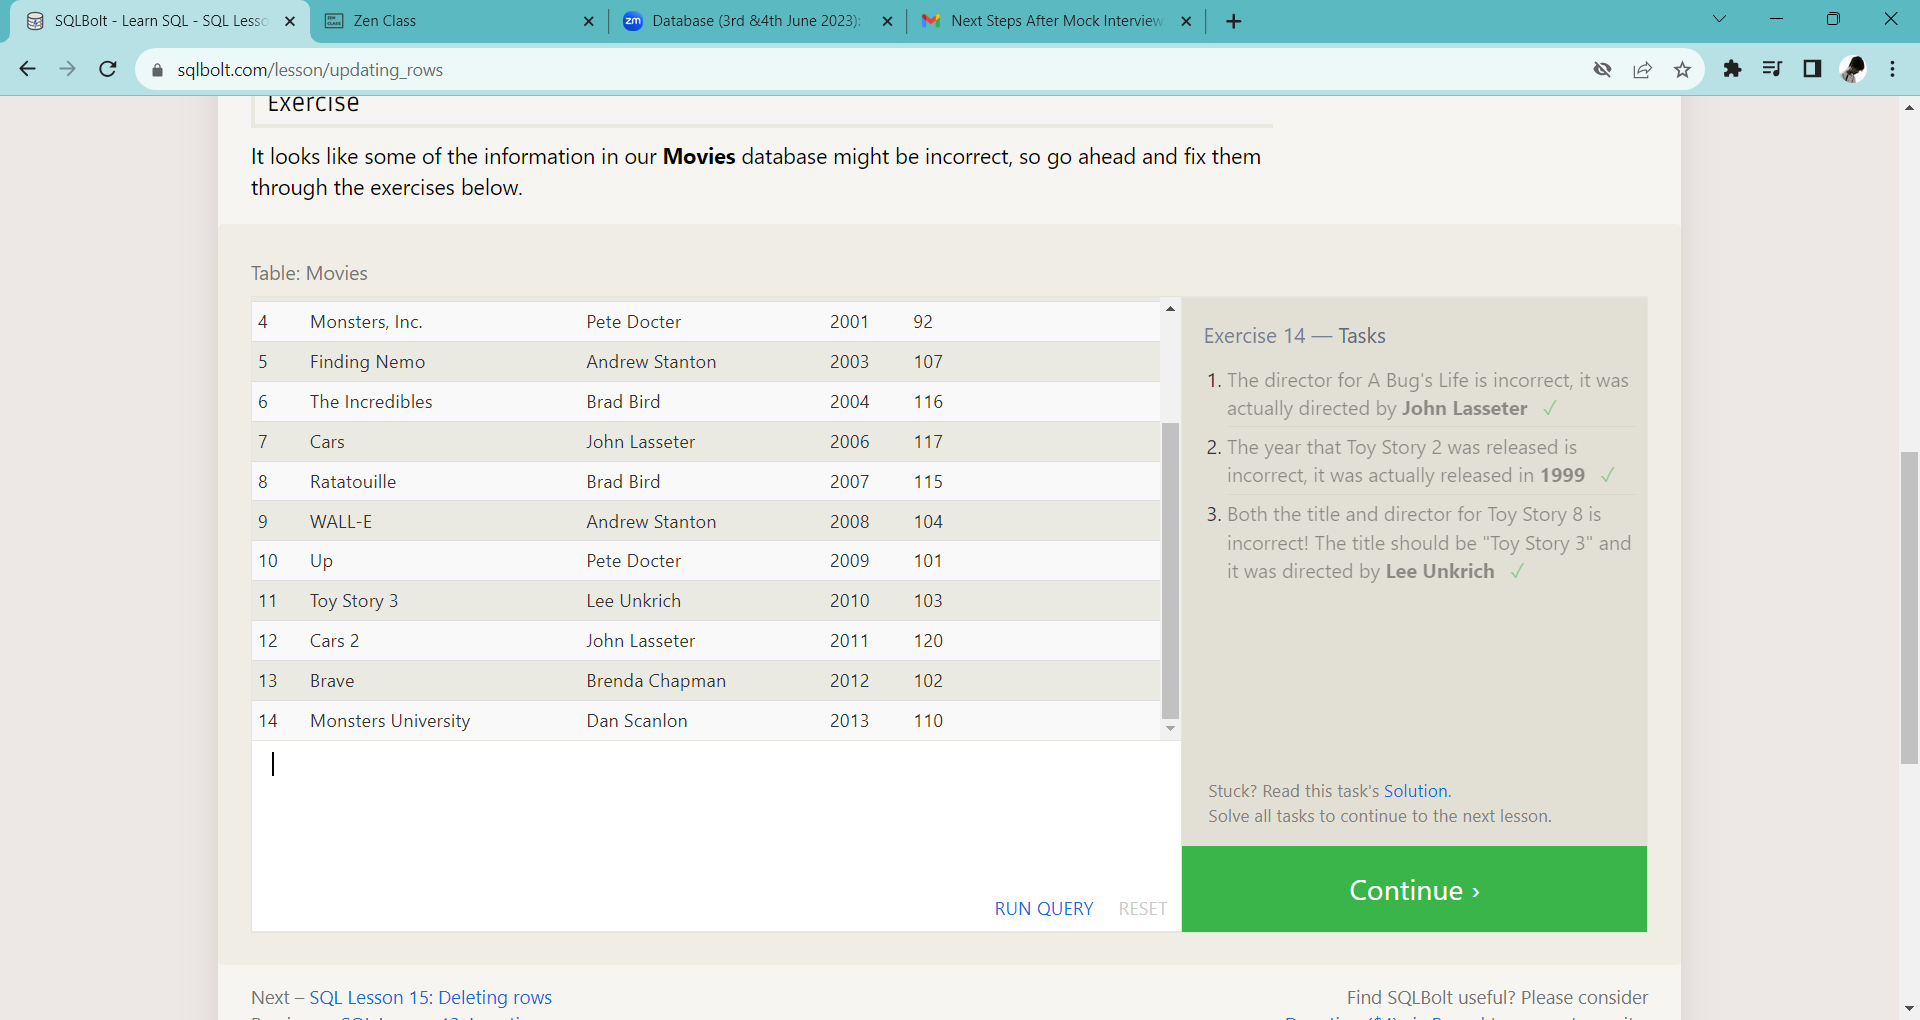 SQLBolt - Learn SQL - SQL Lesso
Zen Class
zm Database (3rd &4th June 2023):
Next Steps After Mock Interview
sqlbolt.com/lesson/updating_rows
Exercise
It looks like some of the information in our Movies database might be incorrect, so go ahead and fix them
through the exercises below.
Table: Movies
4 Monsters, Inc. Pete Docter 2001 92
5 Finding Nemo Andrew Stanton 2003 107
6 The Incredibles Brad Bird 2004 116
7 Cars John Lasseter 2006 117
8 Ratatouille Brad Bird 2007 115
9 WALL-E Andrew Stanton 2008 104
10 Up Pete Docter 2009 101
11 Toy Story 3 Lee Unkrich 2010 103
12 Cars 2 John Lasseter 2011 120
13 Brave Brenda Chapman 2012 102
14 Monsters University Dan Scanlon 2013 110
RUN QUERY RESET
Exercise 14 — Tasks
1. The director for A Bug's Life is incorrect, it was
actually directed by John Lasseter ✓
2. The year that Toy Story 2 was released is
incorrect, it was actually released in 1999 ✓
3. Both the title and director for Toy Story 8 is
incorrect! The title should be "Toy Story 3" and
it was directed by Lee Unkrich ✓
Stuck? Read this task's Solution.
Solve all tasks to continue to the next lesson.
Continue ›
Next – SQL Lesson 15: Deleting rows
Find SQLBolt useful? Please consider